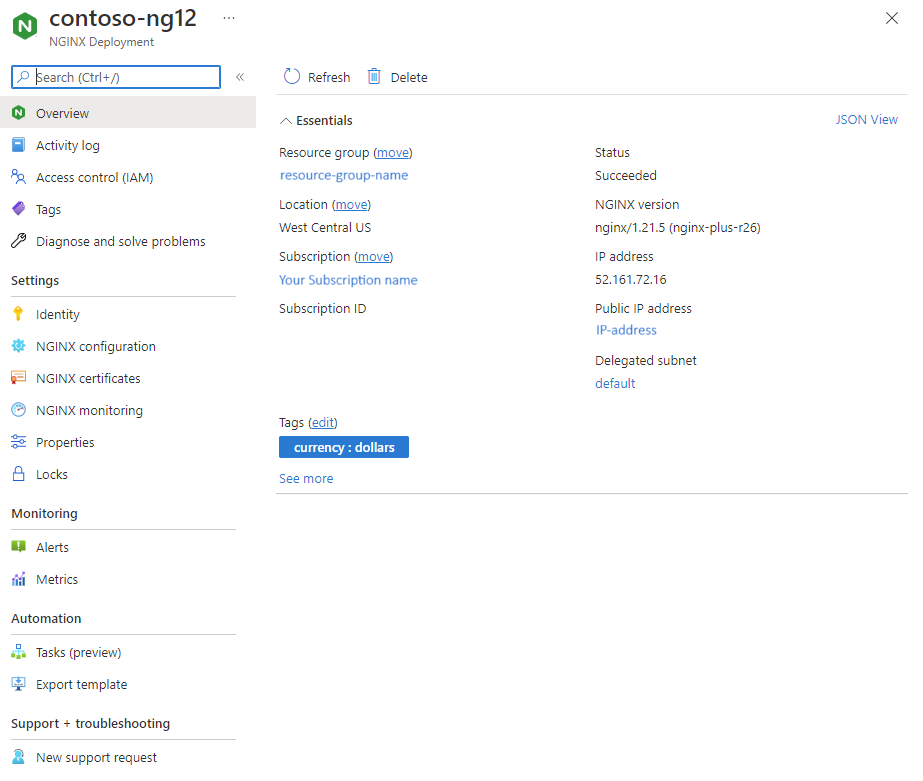 contoso-ng12 ...
NGINX Deployment
Search (Ctrl+/)
«
Overview
Activity log
Access control (IAM)
Tags
Diagnose and solve problems
Settings
Identity
NGINX configuration
NGINX certificates
NGINX monitoring
Properties
Locks
Monitoring
Alerts
Metrics
Automation
Tasks (preview)
Export template
Support + troubleshooting
New support request
Refresh
Delete
Essentials
JSON View
Resource group (move)
resource-group-name
Location (move)
West Central US
Subscription (move)
Your Subscription name
Subscription ID
Status
Succeeded
NGINX version
nginx/1.21.5 (nginx-plus-r26)
IP address
52.161.72.16
Public IP address
IP-address
Delegated subnet
default
Tags (edit)
currency : dollars
See more